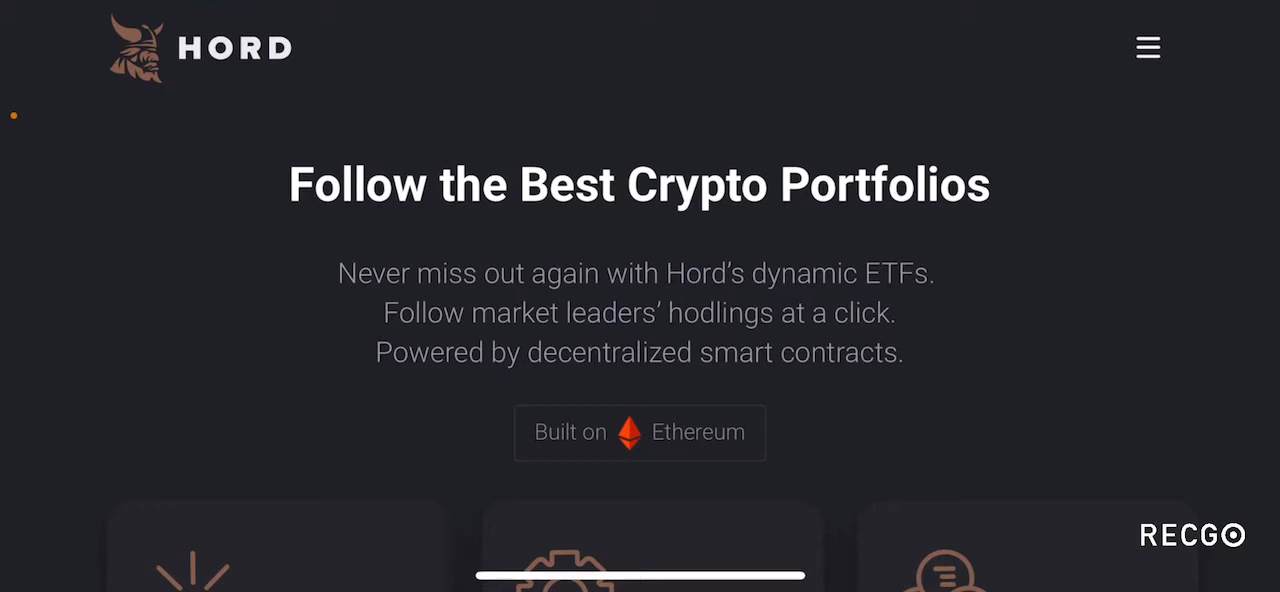 HORD
Follow the Best Crypto Portfolios
Never miss out again with Hord's dynamic ETFs.
Follow market leaders' hodlings at a click.
Powered by decentralized smart contracts.
Built on Ethereum
RECGO